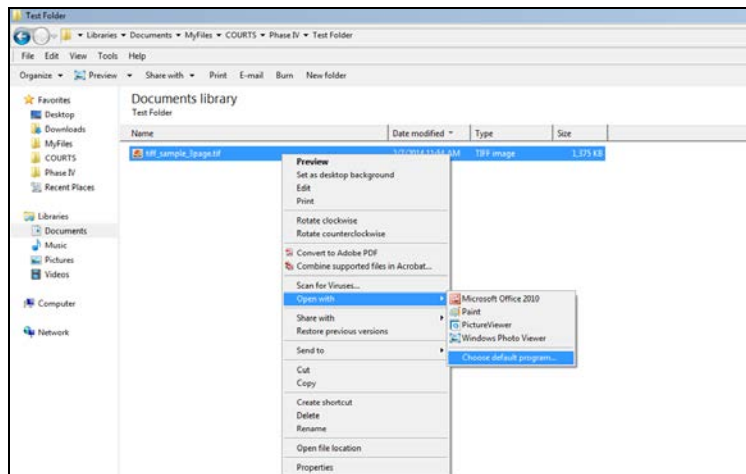 Test Folder
Libraries ▾ Documents ▾ MyFiles ▾ COURTS ▾ Phase IV ▾ Test Folder
File Edit View Tools Help
Organize Preview Share with Print E-mail Burn New folder
Favorites
Desktop
Downloads
MyFiles
COURTS
Phase IV
Recent Places
Libraries
Documents
Music
Pictures
Videos
Computer
Network
Documents library
Test Folder
Name Date modified Type Size
tiff_sample_3page.tif 11:54 AM TIFF image 1,375 KB
Preview
Set as desktop background
Edit
Print
Rotate clockwise
Rotate counterclockwise
Convert to Adobe PDF
Combine supported files in Acrobat...
Scan for Viruses...
Open with
Share with
Restore previous versions
Send to
Cut
Copy
Create shortcut
Delete
Rename
Open file location
Properties
Microsoft Office 2010
Paint
PictureViewer
Windows Photo Viewer
Choose default program...